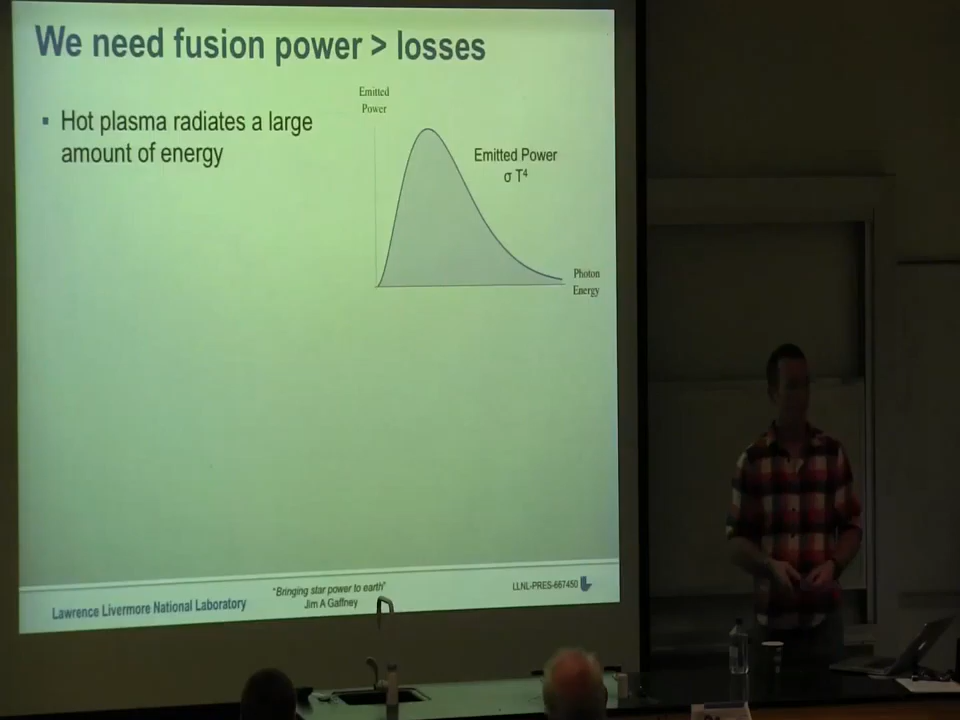 We need fusion power > losses
▪ Hot plasma radiates a large
amount of energy
Emitted
Power
Emitted Power
σ T⁴
Photon
Energy
Lawrence Livermore National Laboratory
"Bringing star power to earth"
Jim A Gaffney
LLNL-PRES-667450